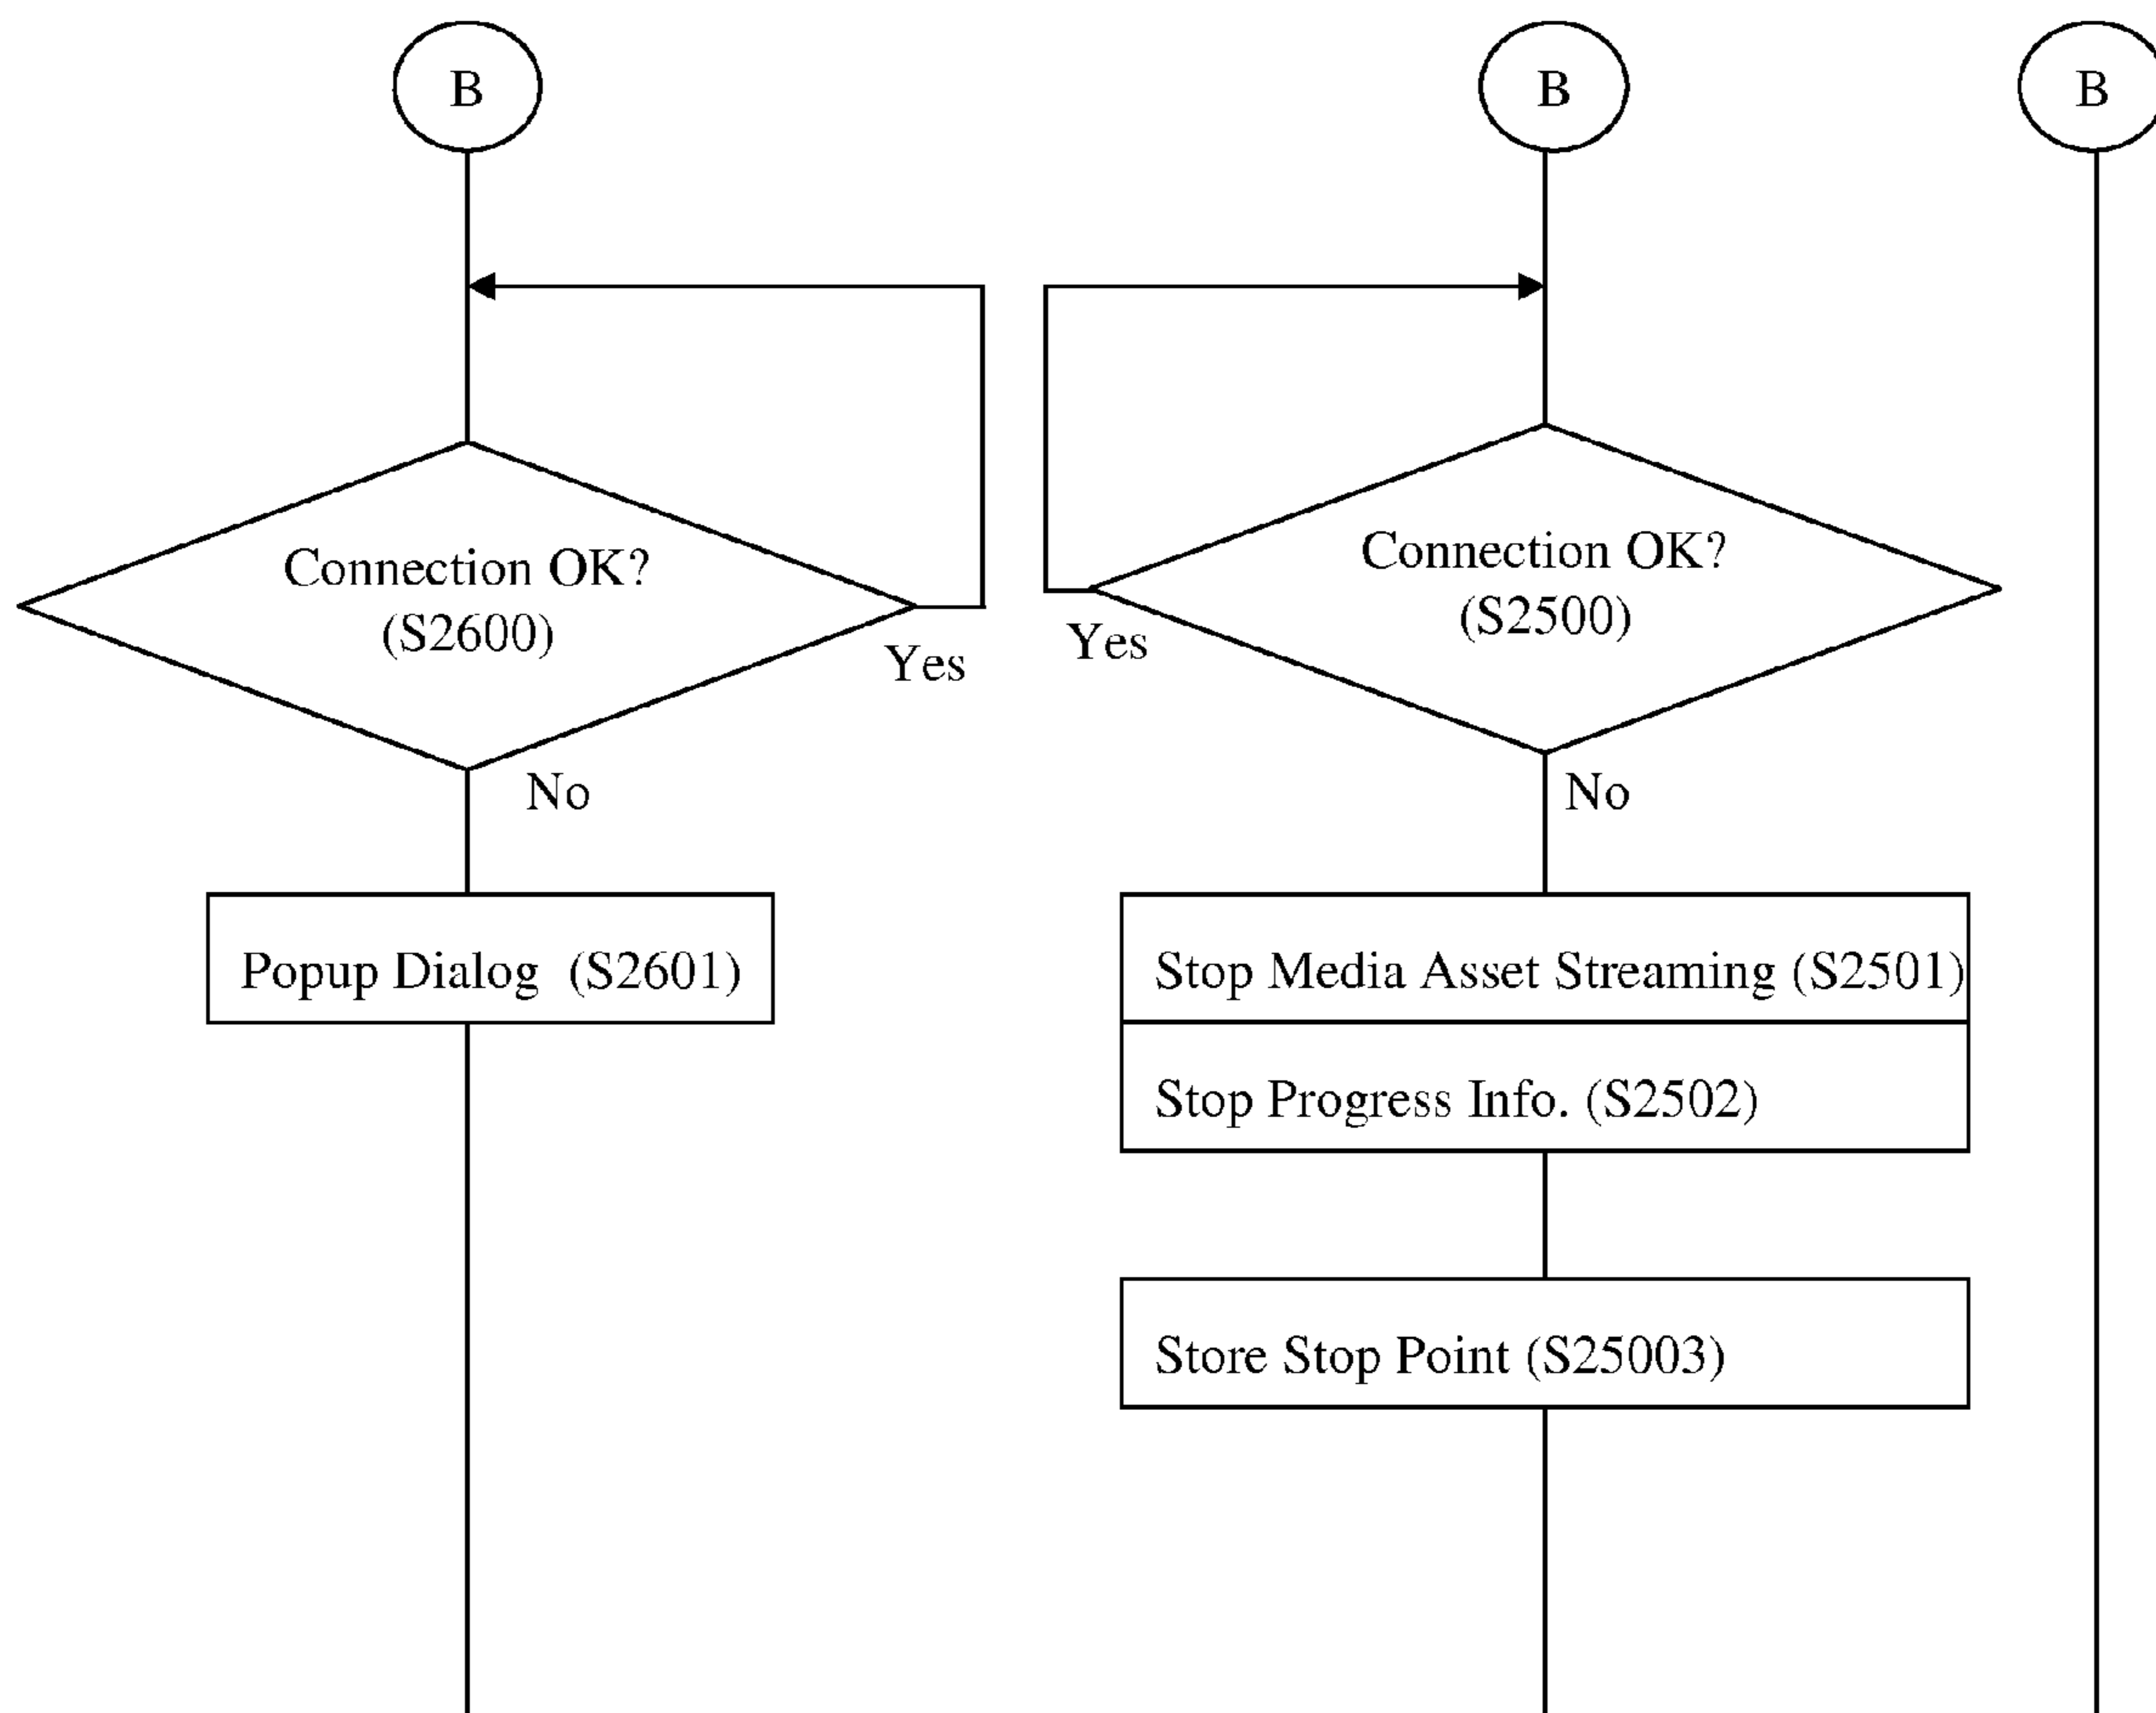 B
B
B
Connection OK?
(S2600)
Yes
No
Connection OK?
(S2500)
Yes
No
Popup Dialog (S2601)
Stop Media Asset Streaming (S2501)
Stop Progress Info. (S2502)
Store Stop Point (S25003)